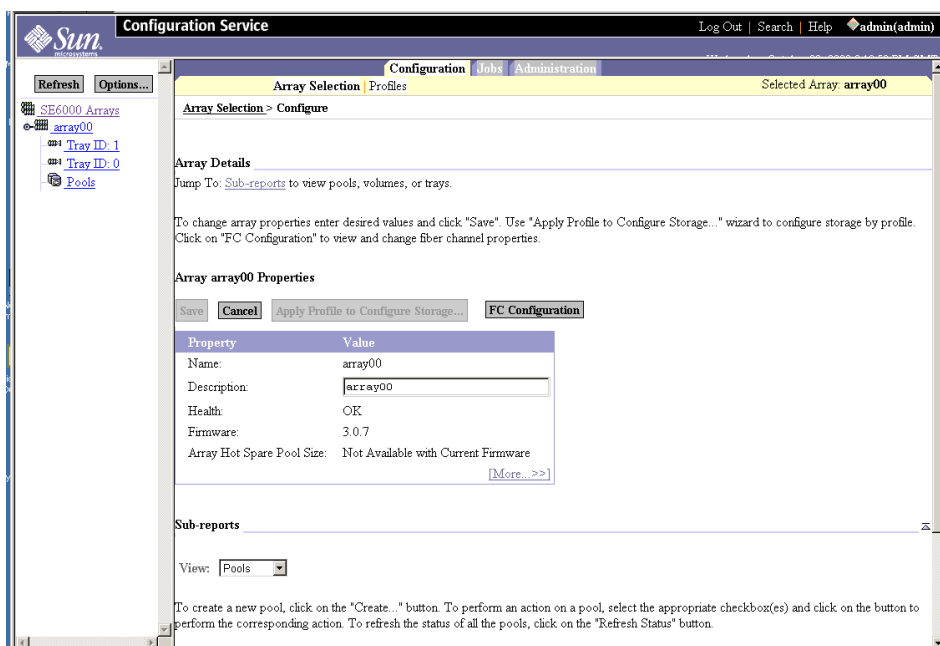 Sun
microsystems
Configuration Service
Log Out | Search | Help admin(admin)
Refresh Options...
SE6000 Arrays
array00
Tray ID: 1
Tray ID: 0
Pools
Configuration Jobs Administration
Array Selection | Profiles Selected Array: array00
Array Selection > Configure
Array Details
Jump To: Sub-reports to view pools, volumes, or trays.
To change array properties enter desired values and click "Save". Use "Apply Profile to Configure Storage..." wizard to configure storage by profile.
Click on "FC Configuration" to view and change fiber channel properties.
Array array00 Properties
Save Cancel Apply Profile to Configure Storage... FC Configuration
Property Value
Name: array00
Description: array00
Health: OK
Firmware: 3.0.7
Array Hot Spare Pool Size: Not Available with Current Firmware
[More...>>]
Sub-reports
View: Pools
To create a new pool, click on the "Create..." button. To perform an action on a pool, select the appropriate checkbox(es) and click on the button to
perform the corresponding action. To refresh the status of all the pools, click on the "Refresh Status" button.